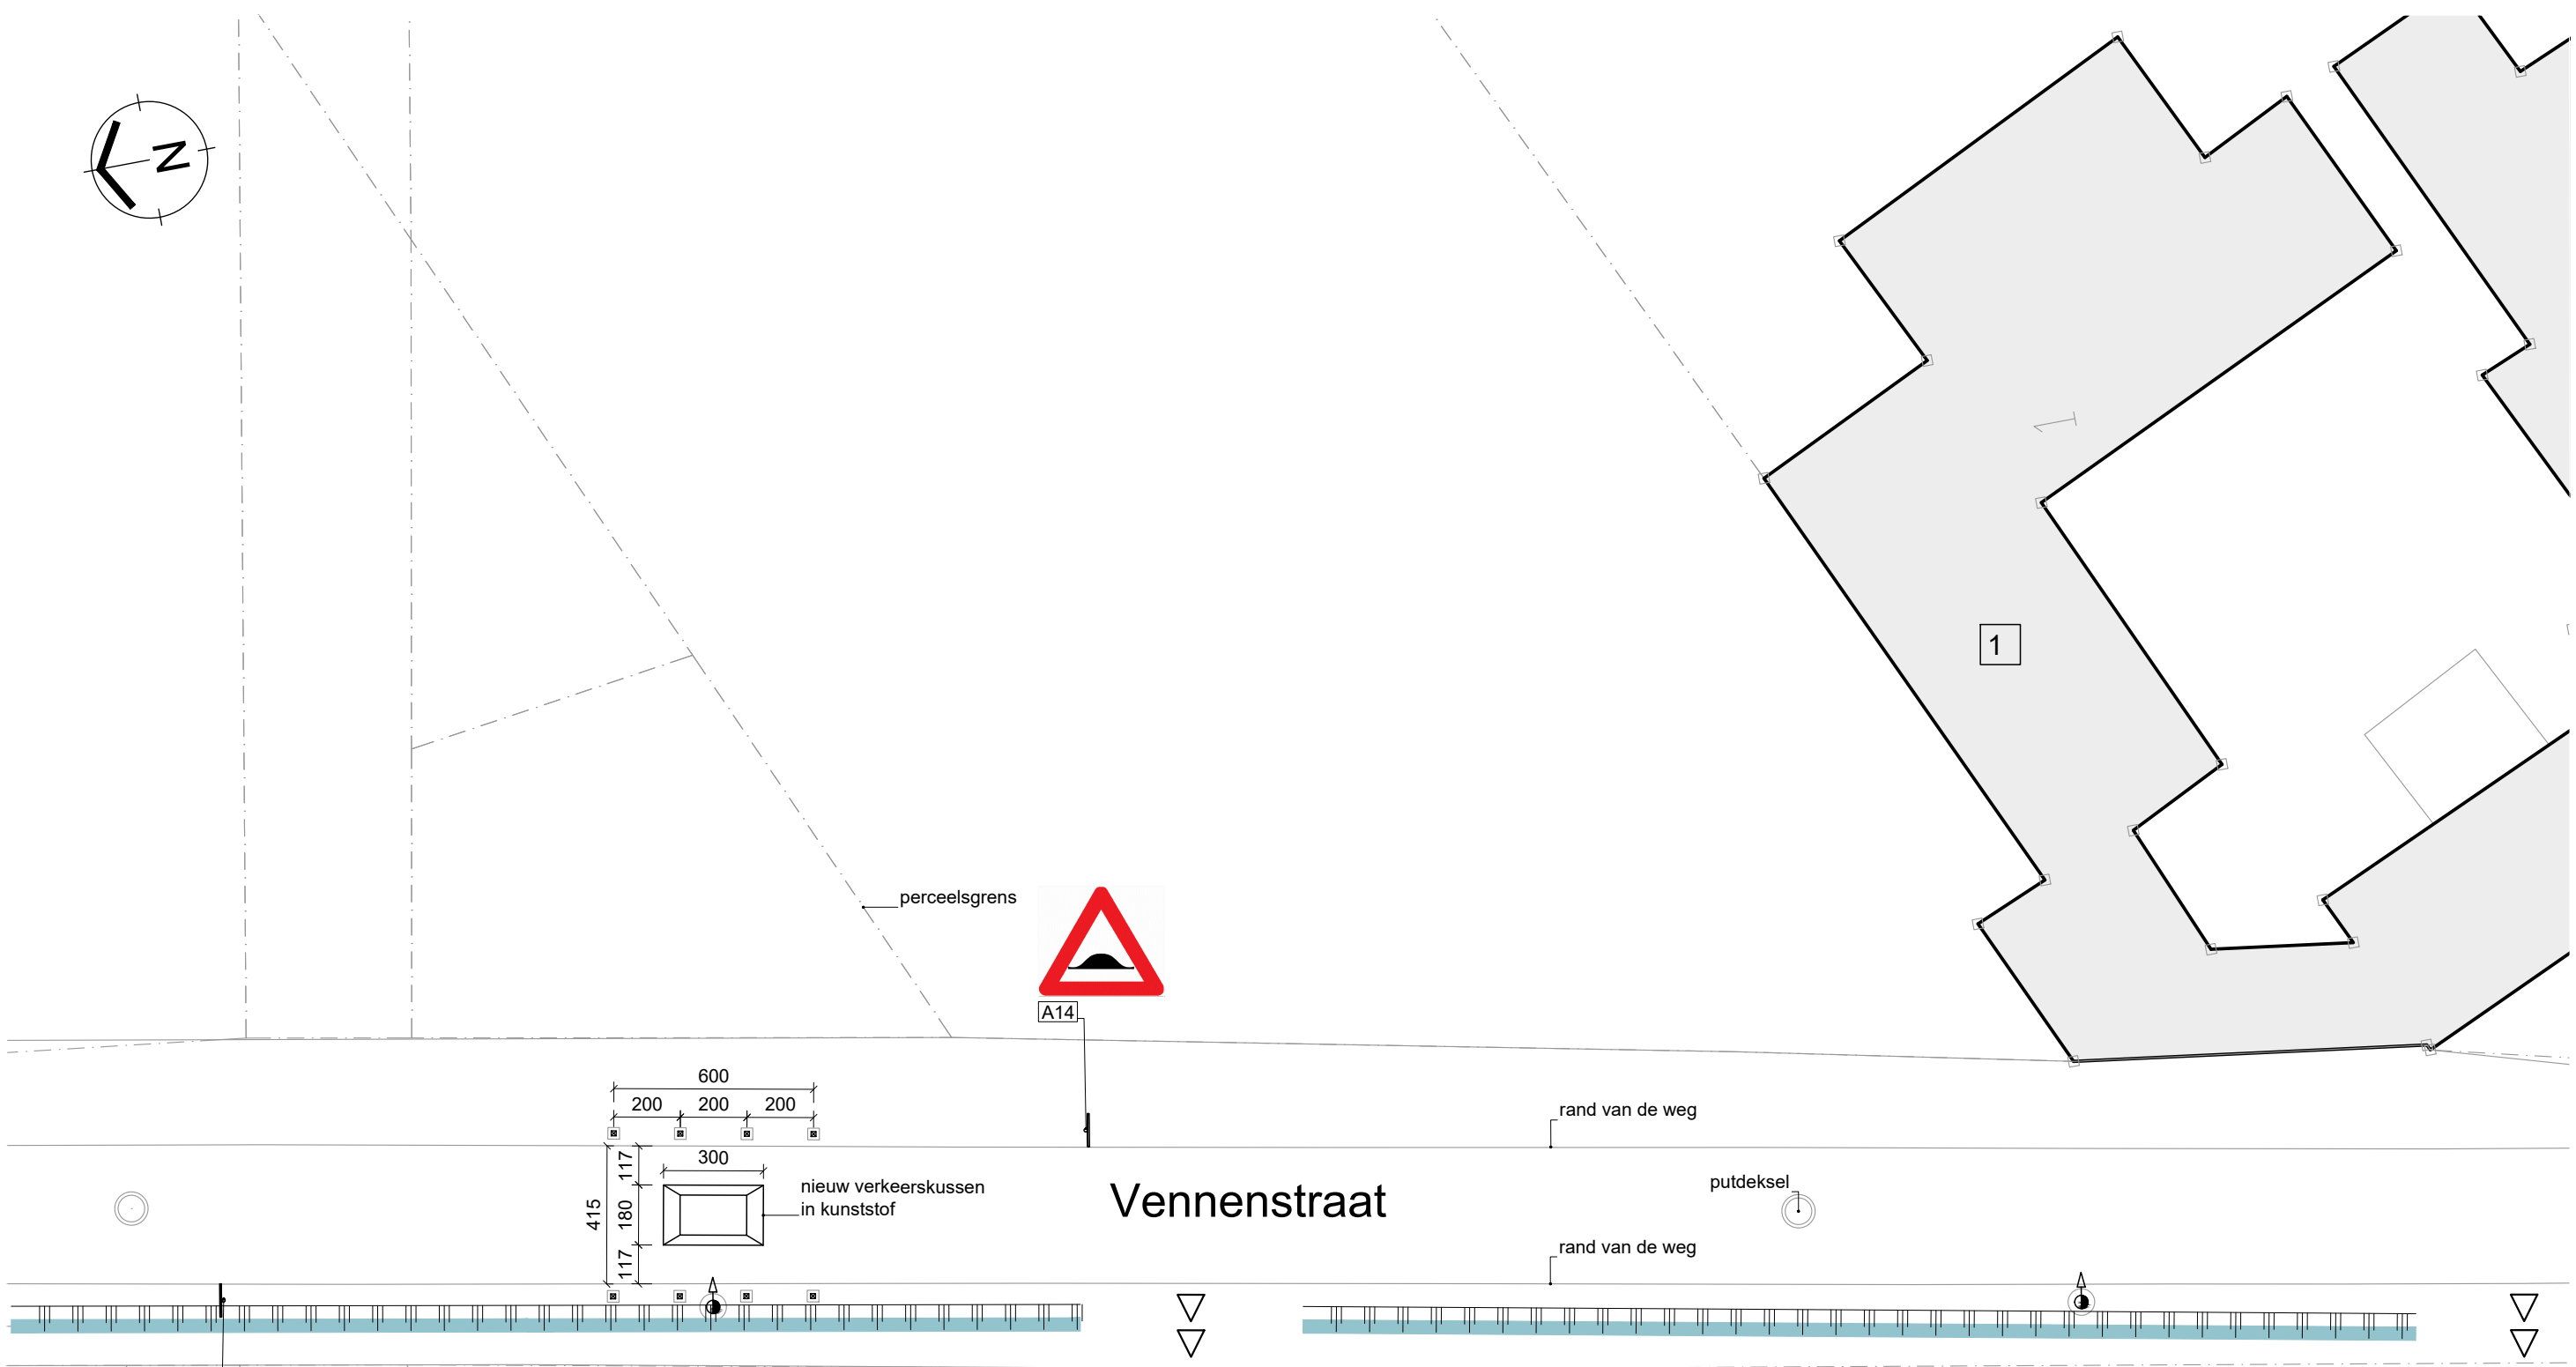 N
1
1
perceelsgrens
A14
600
200 200 200
rand van de weg
117
300
415
180
nieuw verkeerskussen
in kunststof
Vennenstraat
putdeksel
117
rand van de weg